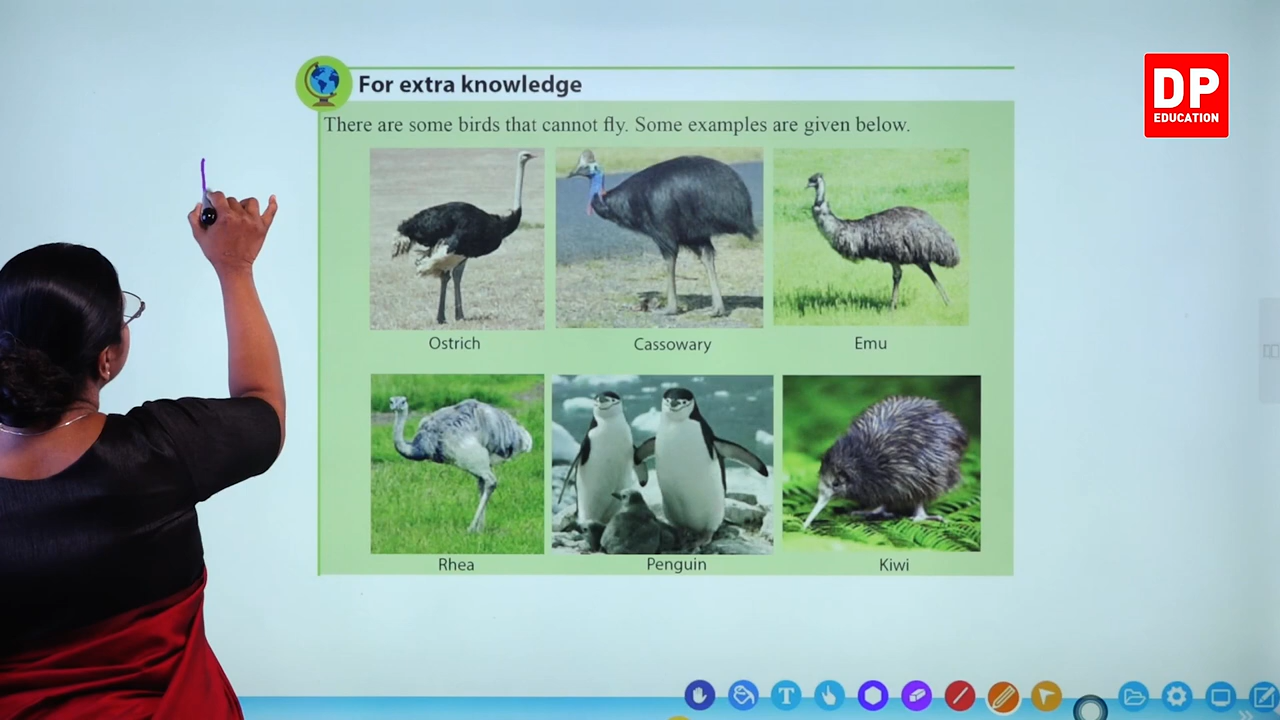 For extra knowledge
DP
EDUCATION
There are some birds that cannot fly. Some examples are given below.
Ostrich
Cassowary
Emu
Rhea
Penguin
Kiwi
T